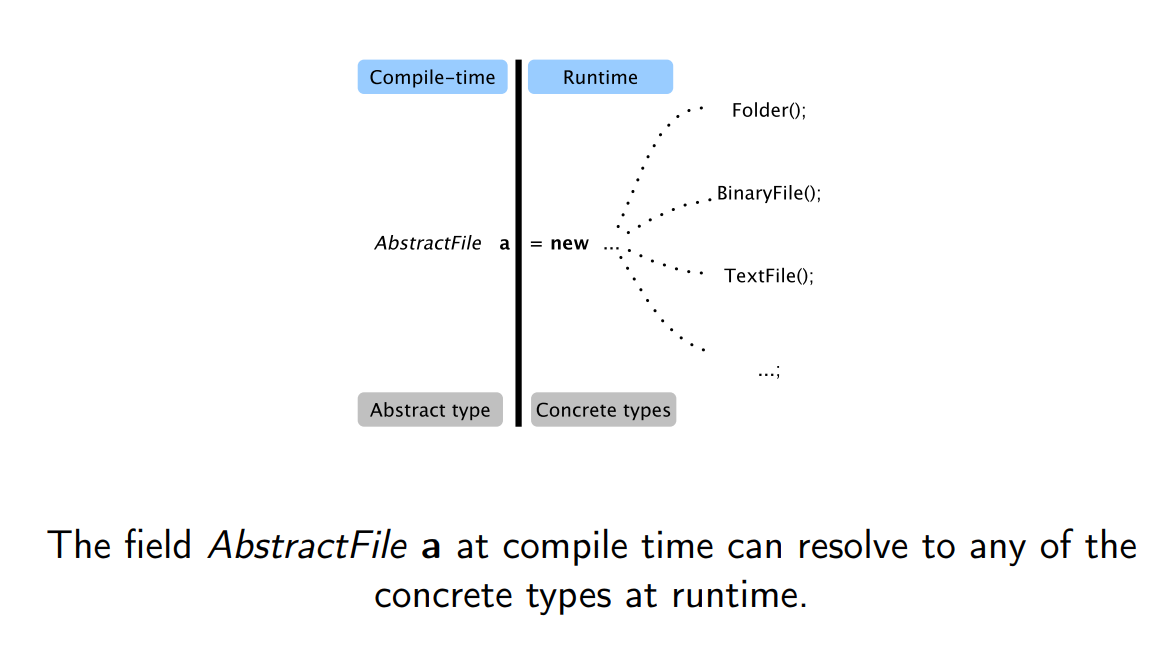 Compile-time Runtime
Folder();
BinaryFile();
AbstractFile a = new ...
TextFile();
...;
Abstract type Concrete types
The field AbstractFile a at compile time can resolve to any of the
concrete types at runtime.